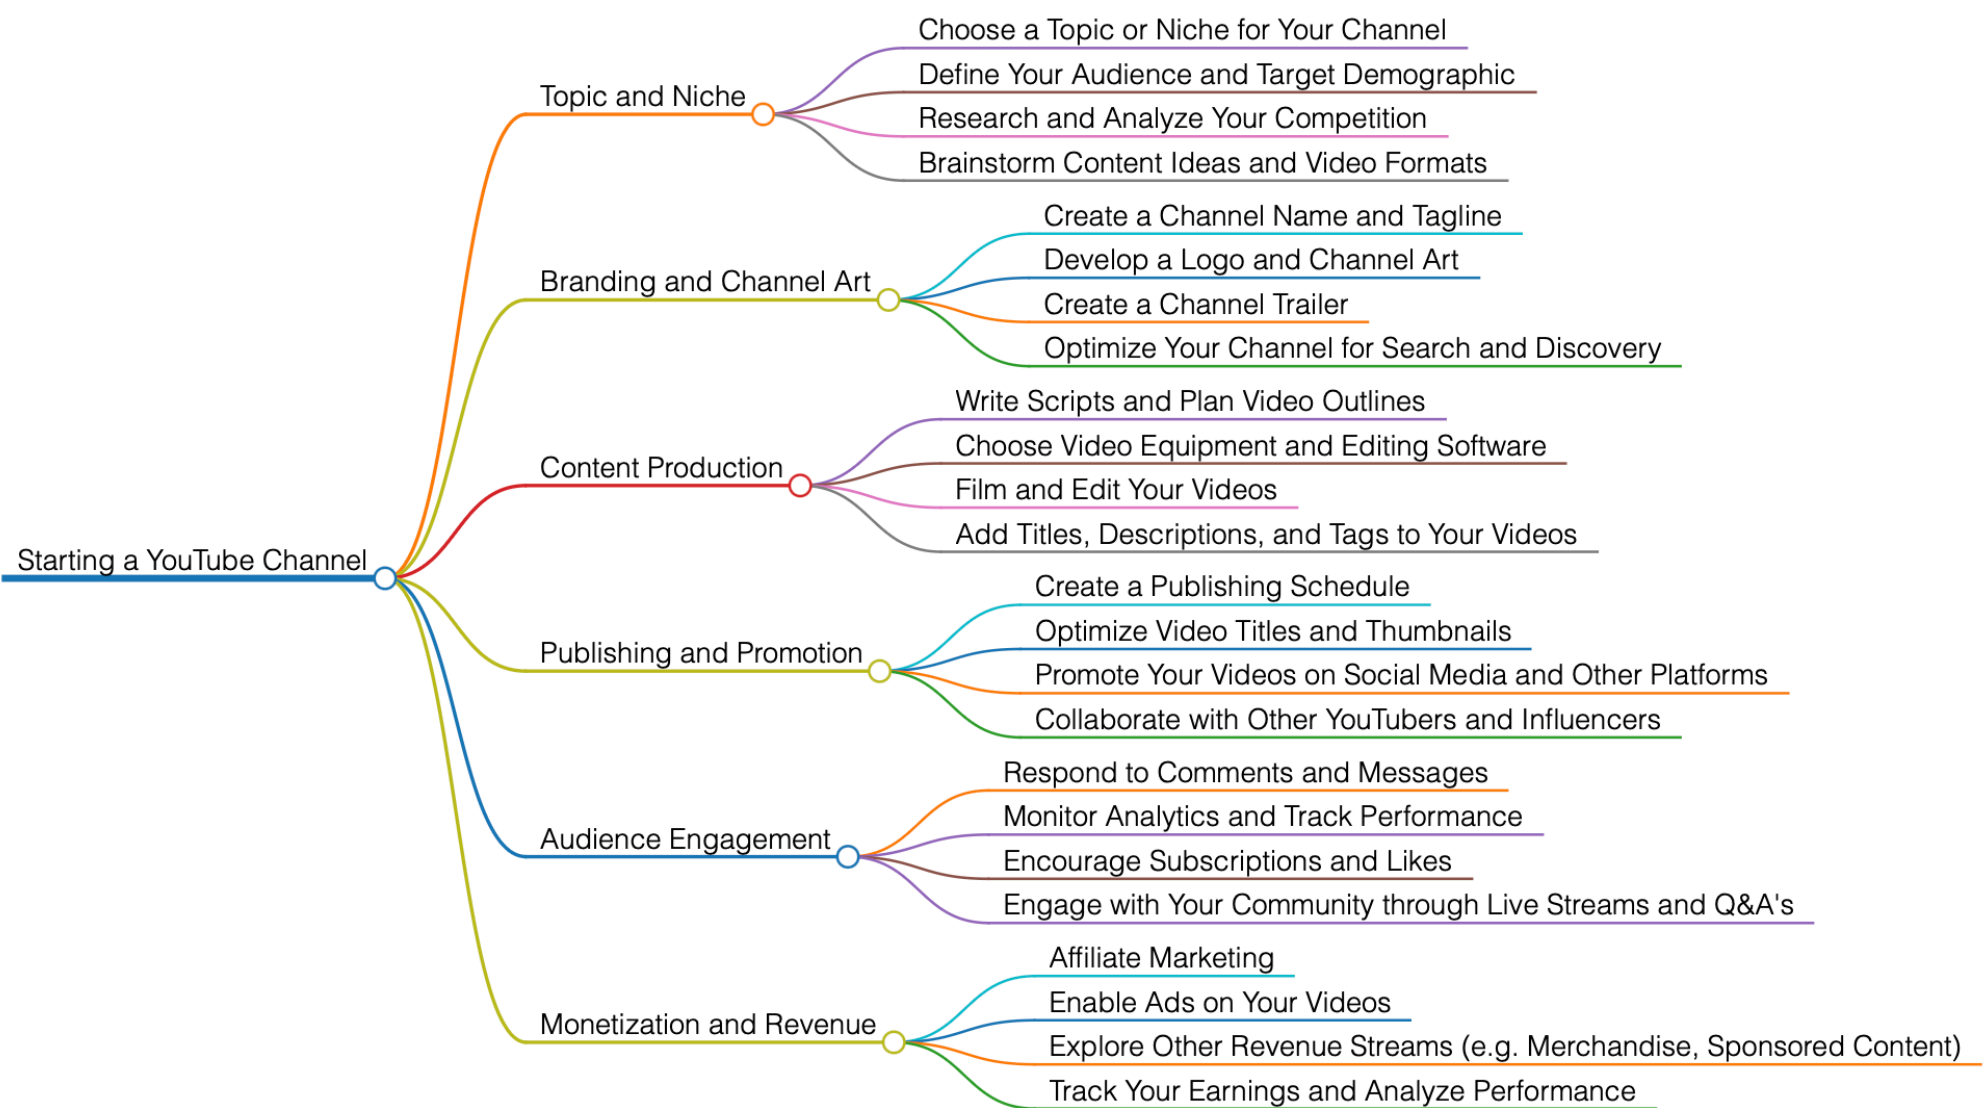 Starting a YouTube Channel
Topic and Niche
Choose a Topic or Niche for Your Channel
Define Your Audience and Target Demographic
Research and Analyze Your Competition
Brainstorm Content Ideas and Video Formats
Branding and Channel Art
Create a Channel Name and Tagline
Develop a Logo and Channel Art
Create a Channel Trailer
Optimize Your Channel for Search and Discovery
Content Production
Write Scripts and Plan Video Outlines
Choose Video Equipment and Editing Software
Film and Edit Your Videos
Add Titles, Descriptions, and Tags to Your Videos
Publishing and Promotion
Create a Publishing Schedule
Optimize Video Titles and Thumbnails
Promote Your Videos on Social Media and Other Platforms
Collaborate with Other YouTubers and Influencers
Audience Engagement
Respond to Comments and Messages
Monitor Analytics and Track Performance
Encourage Subscriptions and Likes
Engage with Your Community through Live Streams and Q&A's
Monetization and Revenue
Affiliate Marketing
Enable Ads on Your Videos
Explore Other Revenue Streams (e.g. Merchandise, Sponsored Content)
Track Your Earnings and Analyze Performance